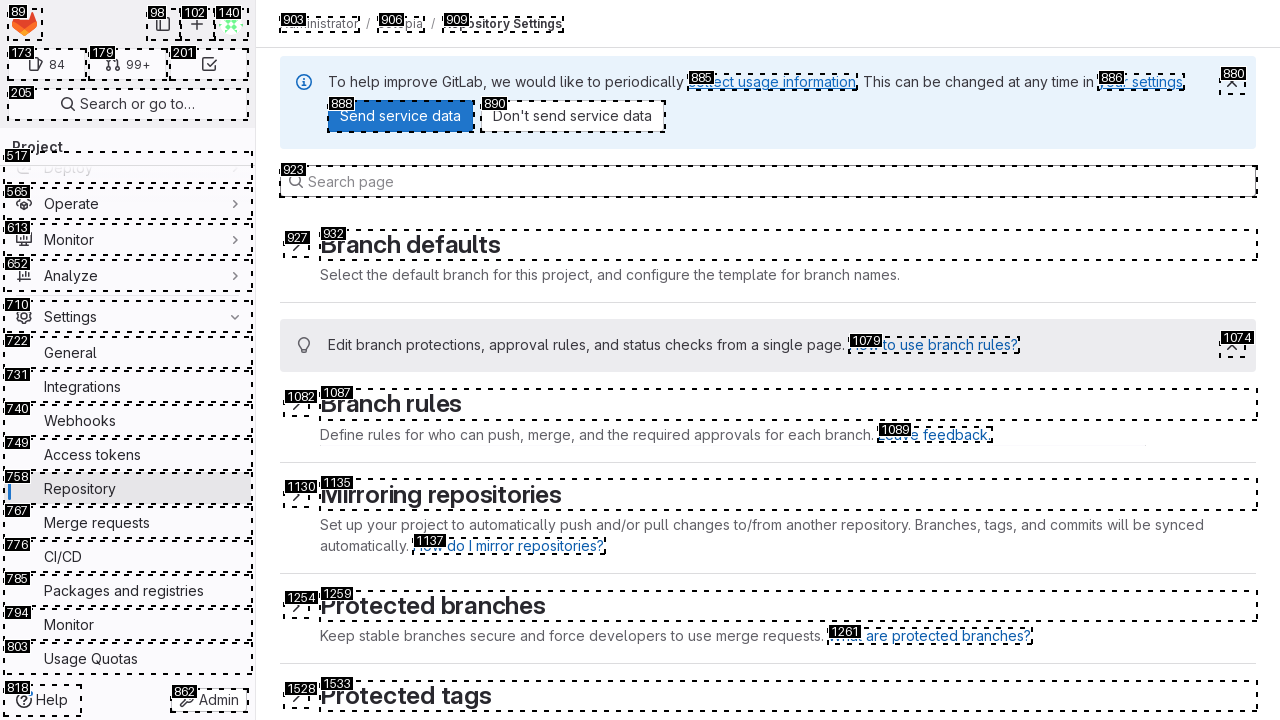 89
98
102
140
173
84
179
99+
201
205
Search or go to…
Project
517
Deploy
565
Operate
613
Monitor
652
Analyze
710
Settings
722
General
731
Integrations
740
Webhooks
749
Access tokens
758
Repository
767
Merge requests
776
CI/CD
785
Packages and registries
794
Monitor
803
Usage Quotas
818
Help
862
Admin
903
Administrator
/
906
/
909
Repository Settings
To help improve GitLab, we would like to periodically 885 collect usage information. This can be changed at any time in 886 your settings.
880
888
Send service data
890
Don't send service data
923
Search page
927
932
Branch defaults
Select the default branch for this project, and configure the template for branch names.
Edit branch protections, approval rules, and status checks from a single page. 1079 How to use branch rules?
1074
1082
1087
Branch rules
Define rules for who can push, merge, and the required approvals for each branch. 1089 Leave feedback.
1130
1135
Mirroring repositories
Set up your project to automatically push and/or pull changes to/from another repository. Branches, tags, and commits will be synced
automatically. 1137 How do I mirror repositories?
1254
1259
Protected branches
Keep stable branches secure and force developers to use merge requests. 1261 What are protected branches?
1528
1533
Protected tags